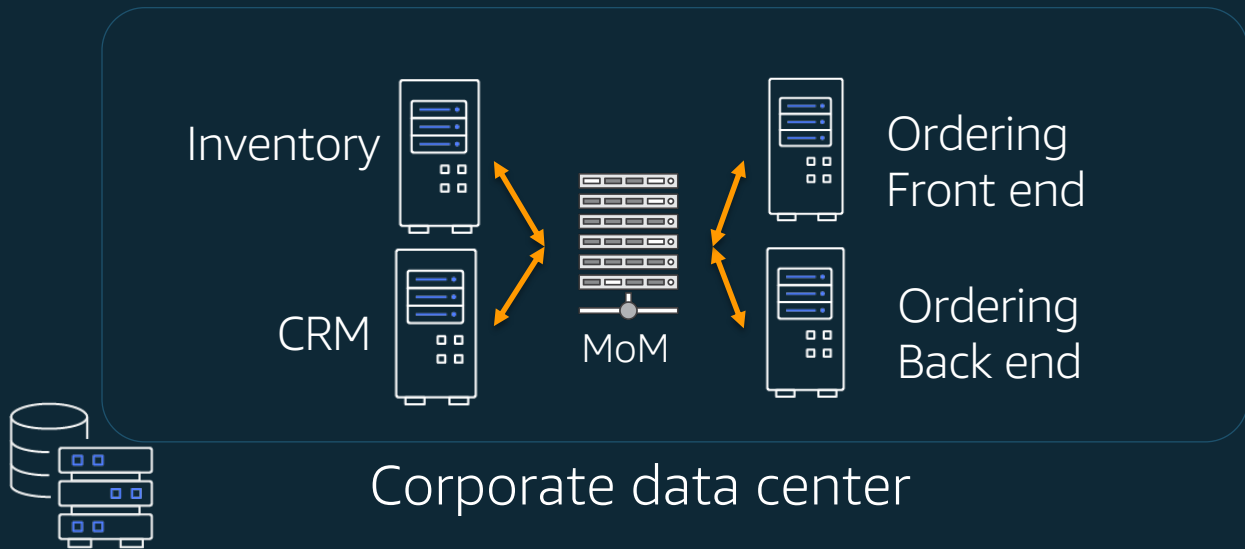 Inventory
CRM
MoM
Ordering
Front end
Ordering
Back end
Corporate data center